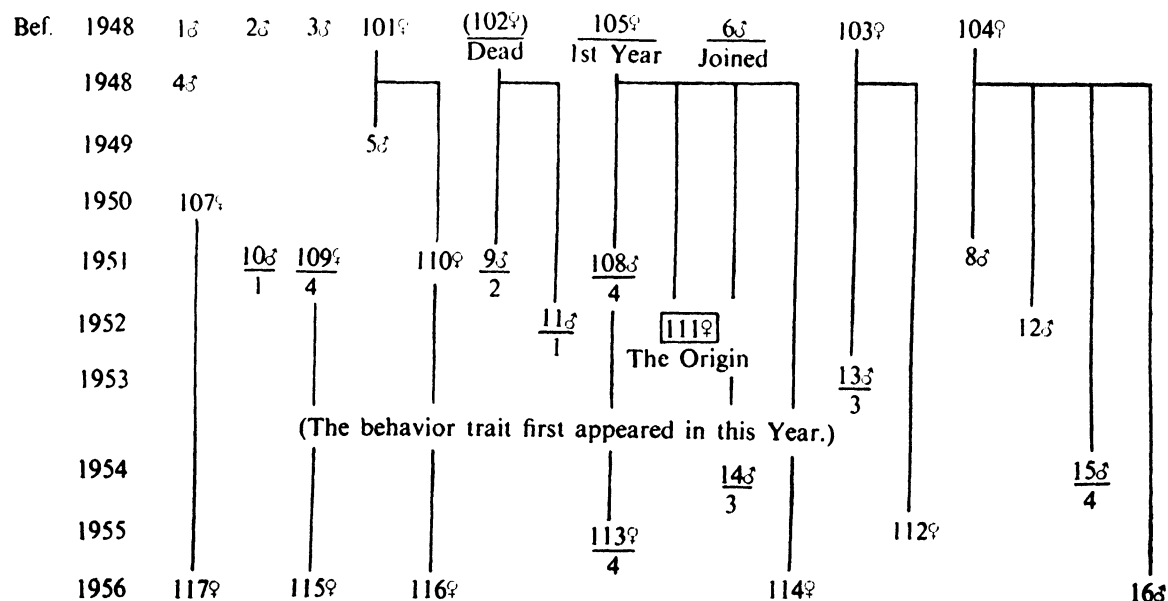 Bef. 1948 1♂ 2♂ 3♂ 101♀ (102♀) 105♀ 6♂ 103♀ 104♀
Dead 1st Year Joined
1948 4♂
1949 5♂
1950 107♀
1951 10♂ 109♀ 110♀ 9♂ 108♂ 8♂
1 4 2 4
1952 11♂ 111♀ 12♂
1 The Origin
1953 13♂
3
(The behavior trait first appeared in this Year.)
1954 14♂ 15♂
3 4
1955 113♀ 112♀
4
1956 117♀ 115♀ 116♀ 114♀ 16♂